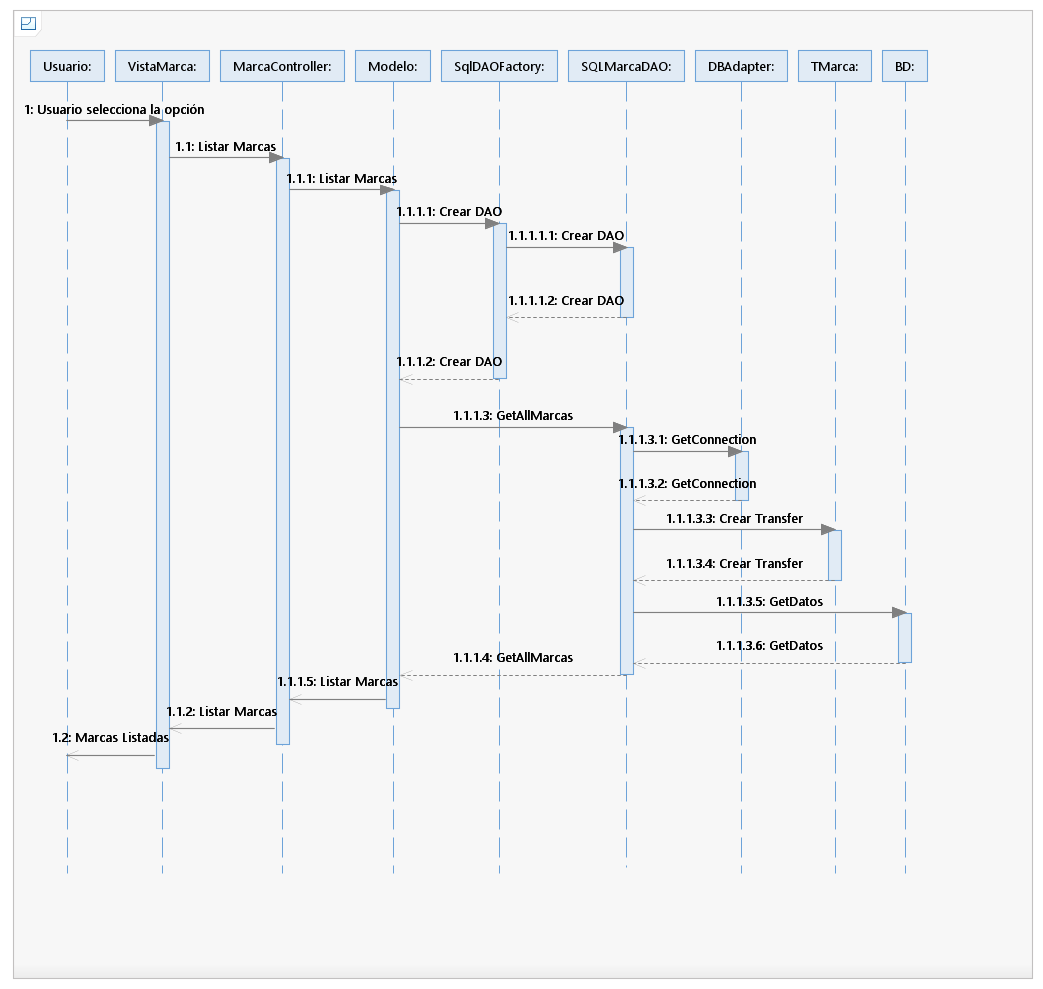 Usuario:
VistaMarca:
MarcaController:
Modelo:
SqlDAOFactory:
SQLMarcaDAO:
DBAdapter:
TMarca:
BD:
1: Usuario selecciona la opción
1.1: Listar Marcas
1.1.1: Listar Marcas
1.1.1.1: Crear DAO
1.1.1.1.1: Crear DAO
1.1.1.1.2: Crear DAO
1.1.1.2: Crear DAO
1.1.1.3: GetAllMarcas
1.1.1.3.1: GetConnection
1.1.1.3.2: GetConnection
1.1.1.3.3: Crear Transfer
1.1.1.3.4: Crear Transfer
1.1.1.3.5: GetDatos
1.1.1.3.6: GetDatos
1.1.1.4: GetAllMarcas
1.1.1.5: Listar Marcas
1.1.2: Listar Marcas
1.2: Marcas Listadas